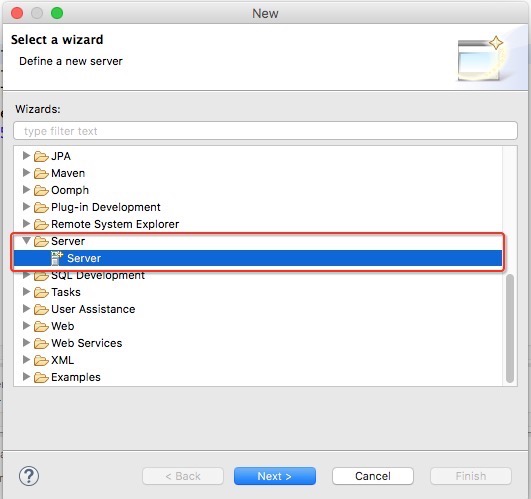 New
Select a wizard
Define a new server
Wizards:
type filter text
JPA
Maven
Oomph
Plug-in Development
Remote System Explorer
Server
Server
SQL Development
Tasks
User Assistance
Web
Web Services
XML
Examples
?
< Back
Next >
Cancel
Finish